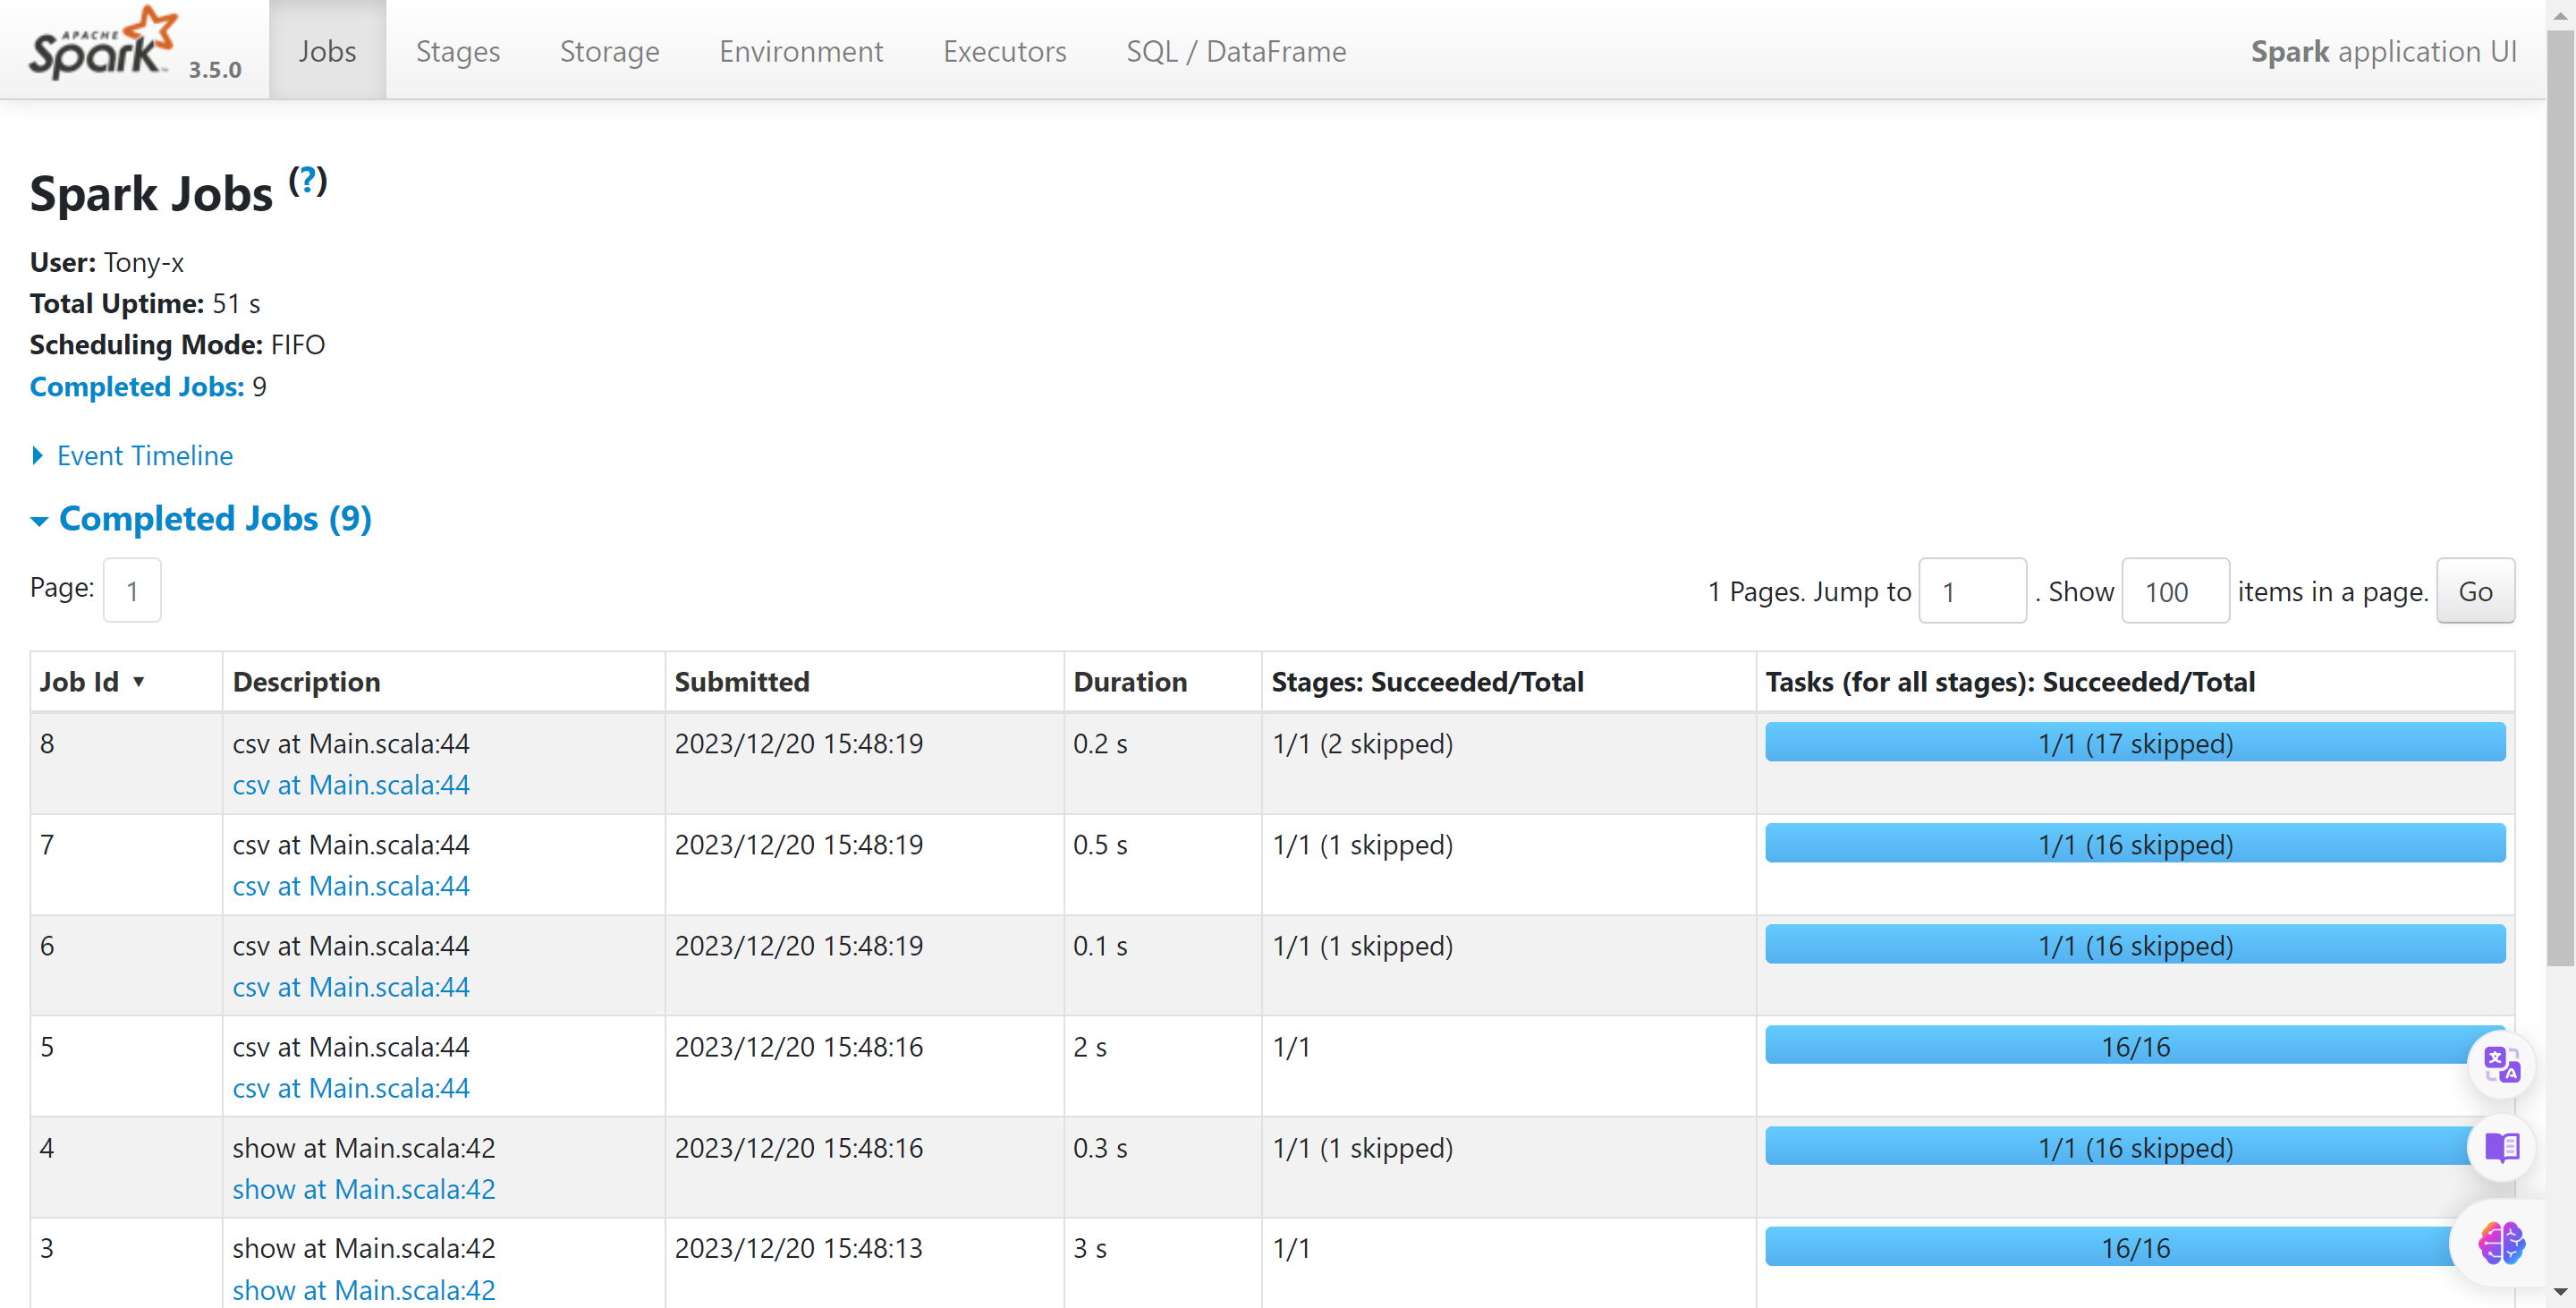 APACHE
Spark 3.5.0 Jobs Stages Storage Environment Executors SQL / DataFrame Spark application UI
Spark Jobs (?)
User: Tony-x
Total Uptime: 51 s
Scheduling Mode: FIFO
Completed Jobs: 9
Event Timeline
Completed Jobs (9)
Page: 1 1 Pages. Jump to 1 . Show 100 items in a page. Go
Job Id ▼ Description Submitted Duration Stages: Succeeded/Total Tasks (for all stages): Succeeded/Total
8 csv at Main.scala:44 2023/12/20 15:48:19 0.2 s 1/1 (2 skipped) 1/1 (17 skipped)
csv at Main.scala:44
7 csv at Main.scala:44 2023/12/20 15:48:19 0.5 s 1/1 (1 skipped) 1/1 (16 skipped)
csv at Main.scala:44
6 csv at Main.scala:44 2023/12/20 15:48:19 0.1 s 1/1 (1 skipped) 1/1 (16 skipped)
csv at Main.scala:44
5 csv at Main.scala:44 2023/12/20 15:48:16 2 s 1/1 16/16
csv at Main.scala:44
4 show at Main.scala:42 2023/12/20 15:48:16 0.3 s 1/1 (1 skipped) 1/1 (16 skipped)
show at Main.scala:42
3 show at Main.scala:42 2023/12/20 15:48:13 3 s 1/1 16/16
show at Main.scala:42